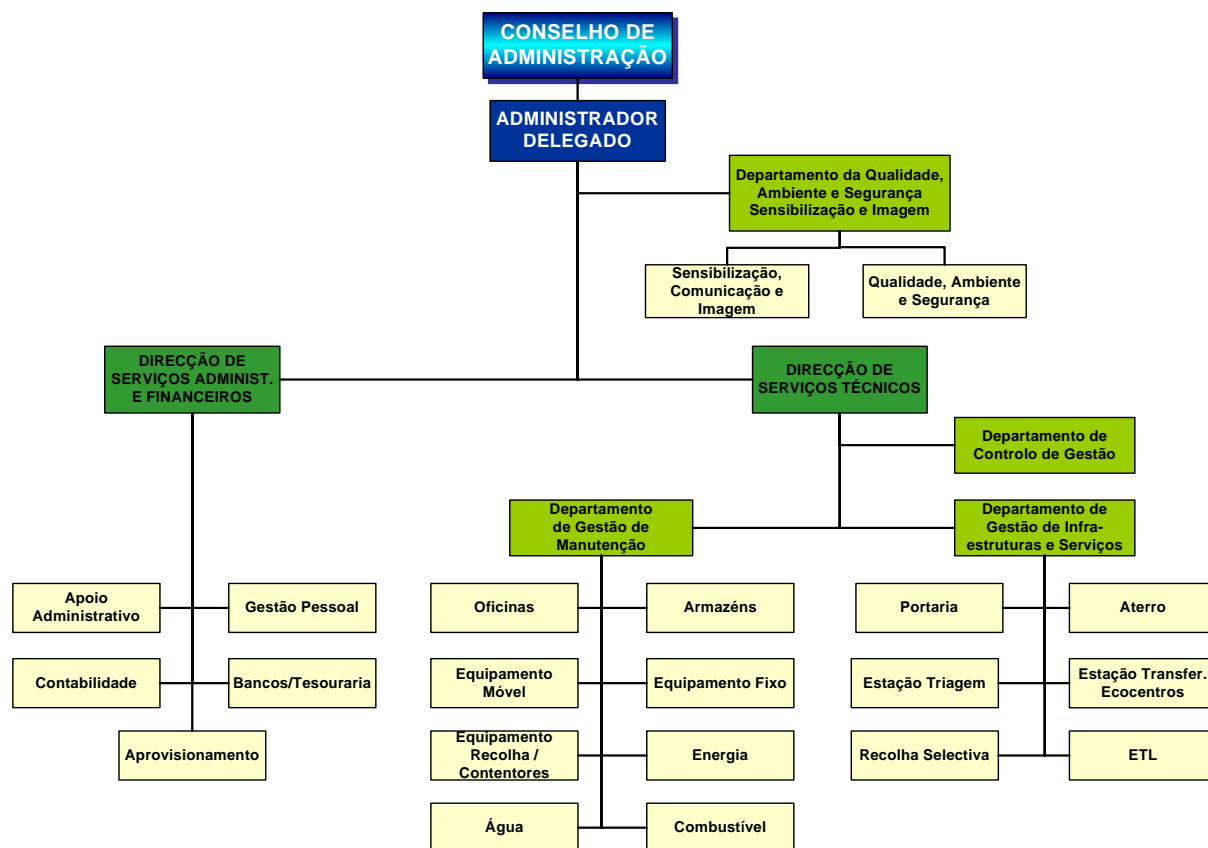 CONSELHO DE
ADMINISTRAÇÃO
ADMINISTRADOR
DELEGADO
Departamento da Qualidade,
Ambiente e Segurança
Sensibilização e Imagem
Sensibilização,
Comunicação e
Imagem
Qualidade, Ambiente
e Segurança
DIRECÇÃO DE
SERVIÇOS ADMINIST.
E FINANCEIROS
DIRECÇÃO DE
SERVIÇOS TÉCNICOS
Departamento de
Controlo de Gestão
Departamento
de Gestão de
Manutenção
Departamento de
Gestão de Infra-
estruturas e Serviços
Apoio
Administrativo
Gestão Pessoal
Oficinas
Armazéns
Portaria
Aterro
Contabilidade
Bancos/Tesouraria
Equipamento
Móvel
Equipamento Fixo
Estação Triagem
Estação Transfer.
Ecocentros
Aprovisionamento
Equipamento
Recolha /
Contentores
Energia
Recolha Selectiva
ETL
Água
Combustível